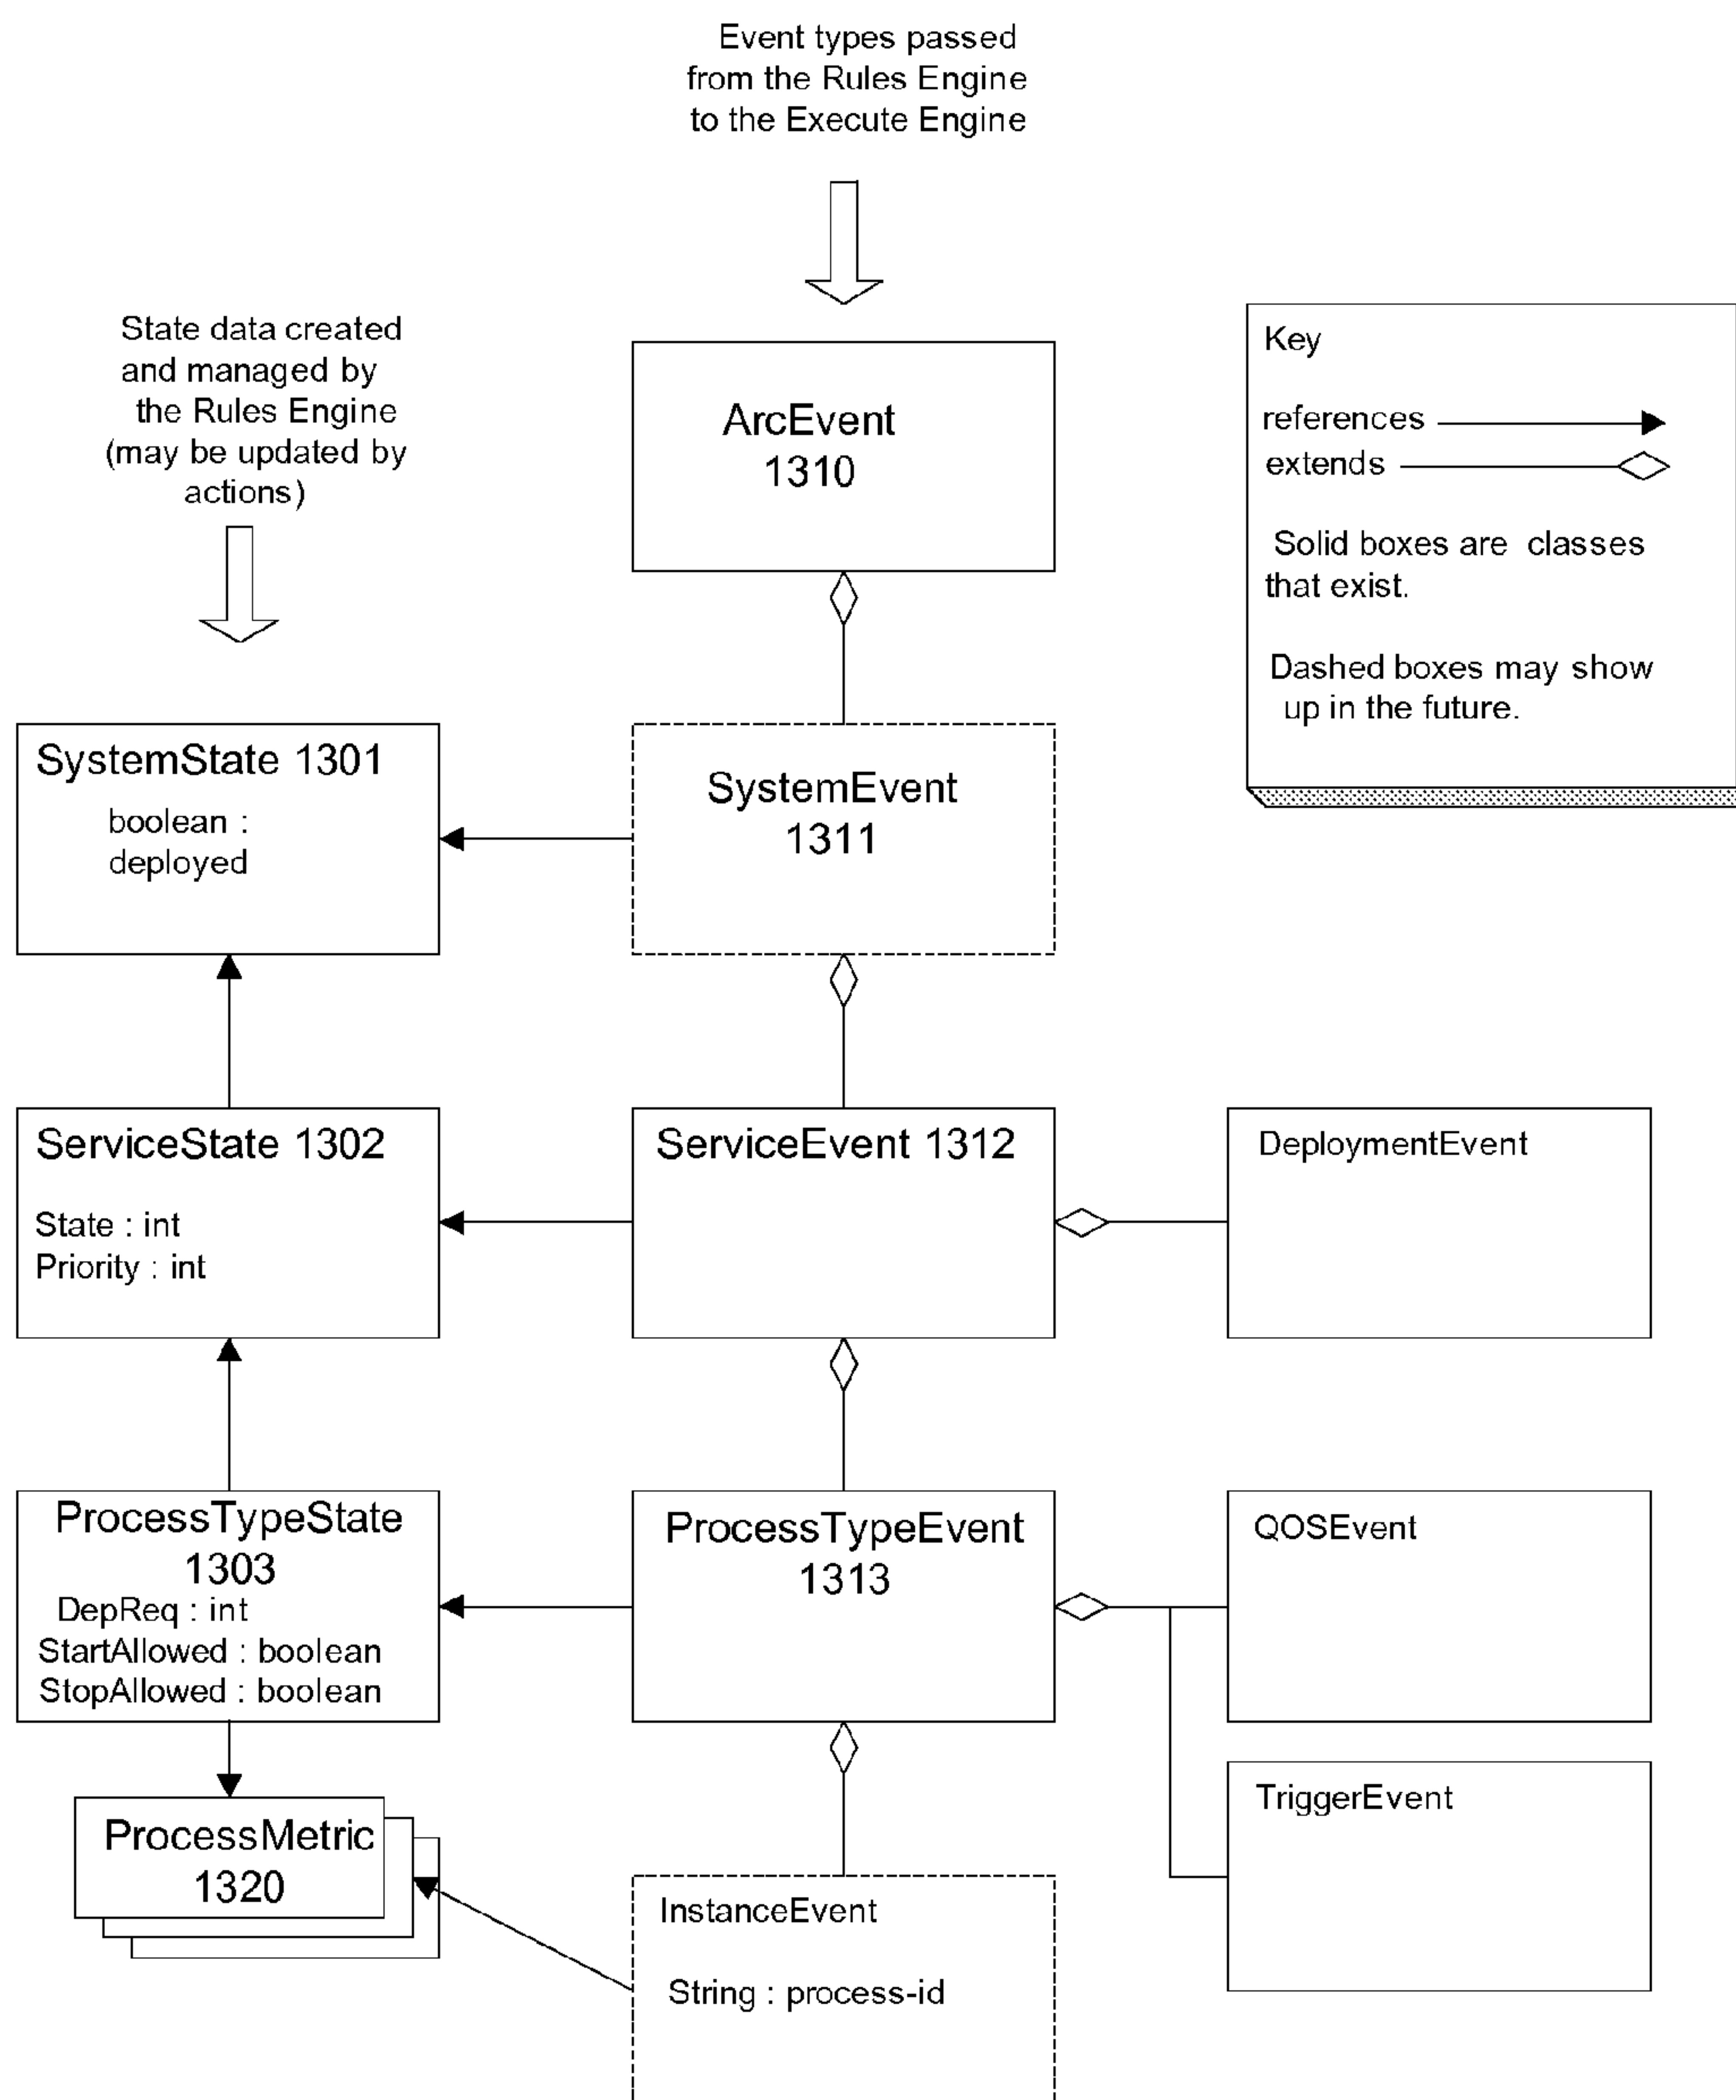 Event types passed
from the Rules Engine
to the Execute Engine
State data created
and managed by
the Rules Engine
(may be updated by
actions)
ArcEvent
1310
Key
references
extends
Solid boxes are classes
that exist.
Dashed boxes may show
up in the future.
SystemState 1301
boolean :
deployed
SystemEvent
1311
ServiceState 1302
State : int
Priority : int
ServiceEvent 1312
DeploymentEvent
ProcessTypeState
1303
DepReq : int
StartAllowed : boolean
StopAllowed : boolean
ProcessTypeEvent
1313
QOSEvent
TriggerEvent
ProcessMetric
1320
InstanceEvent
String : process-id